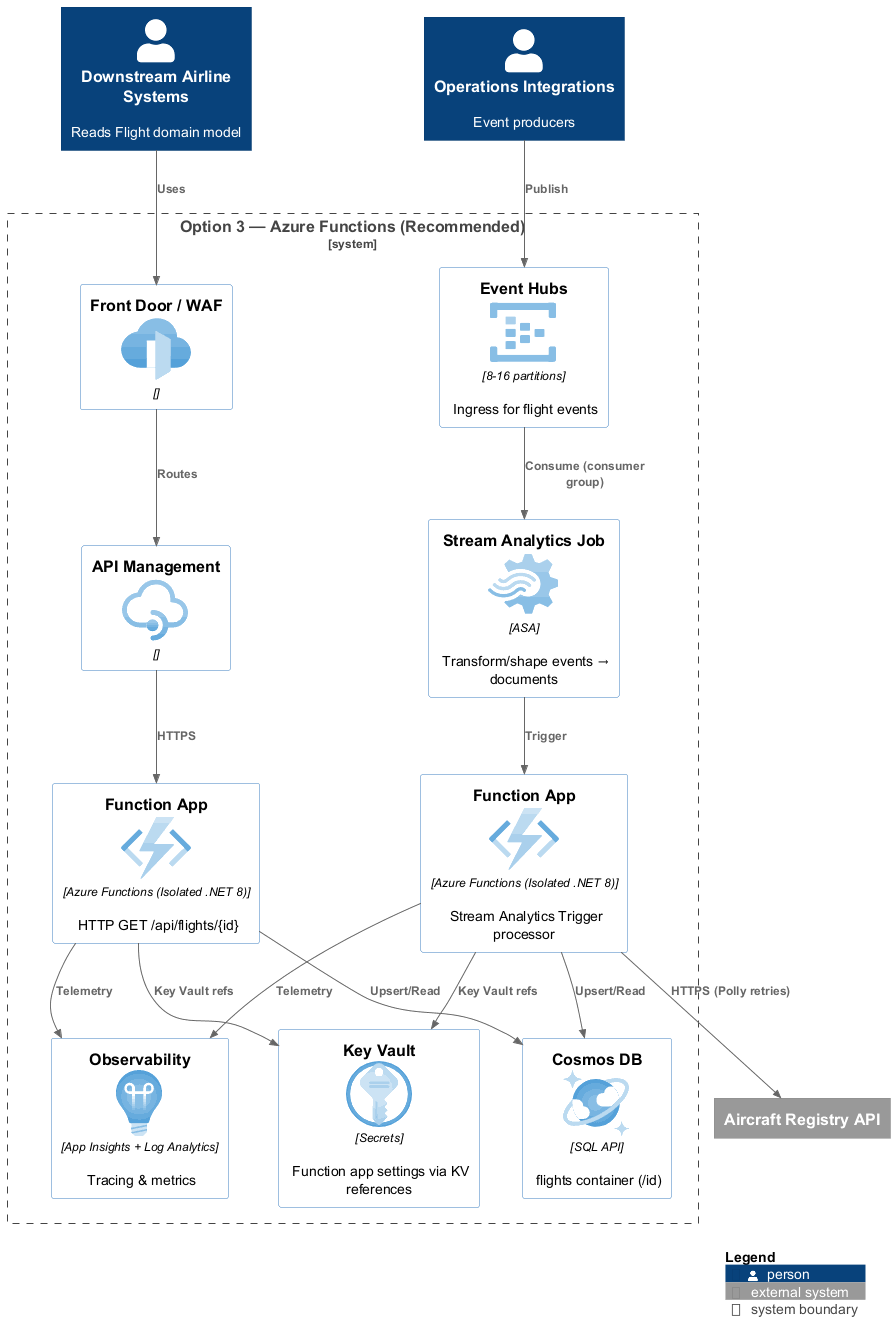 Downstream Airline
Systems
Reads Flight domain model
Operations Integrations
Event producers
Uses
Publish
Option 3 — Azure Functions (Recommended)
[system]
Front Door / WAF
[]
Event Hubs
[8-16 partitions]
Ingress for flight events
Routes
Consume (consumer
group)
API Management
[]
Stream Analytics Job
[ASA]
Transform/shape events →
documents
HTTPS
Trigger
Function App
[Azure Functions (Isolated .NET 8)]
HTTP GET /api/flights/{id}
Function App
[Azure Functions (Isolated .NET 8)]
Stream Analytics Trigger
processor
Telemetry
Key Vault refs
Telemetry
Upsert/Read
Key Vault refs
Upsert/Read
HTTPS (Polly retries)
Observability
[App Insights + Log Analytics]
Tracing & metrics
Key Vault
[Secrets]
Function app settings via KV
references
Cosmos DB
[SQL API]
flights container (/id)
Aircraft Registry API
Legend
person
external system
system boundary